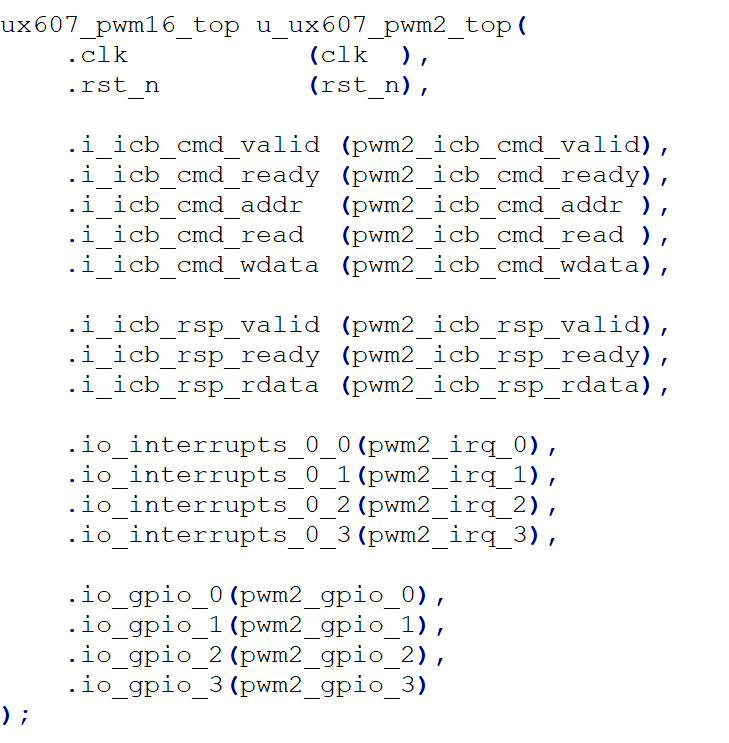 ux607_pwm16_top u_ux607_pwm2_top(
    .clk           (clk  ),
    .rst_n         (rst_n),

    .i_icb_cmd_valid (pwm2_icb_cmd_valid),
    .i_icb_cmd_ready (pwm2_icb_cmd_ready),
    .i_icb_cmd_addr  (pwm2_icb_cmd_addr ),
    .i_icb_cmd_read  (pwm2_icb_cmd_read ),
    .i_icb_cmd_wdata (pwm2_icb_cmd_wdata),

    .i_icb_rsp_valid (pwm2_icb_rsp_valid),
    .i_icb_rsp_ready (pwm2_icb_rsp_ready),
    .i_icb_rsp_rdata (pwm2_icb_rsp_rdata),

    .io_interrupts_0_0(pwm2_irq_0),
    .io_interrupts_0_1(pwm2_irq_1),
    .io_interrupts_0_2(pwm2_irq_2),
    .io_interrupts_0_3(pwm2_irq_3),

    .io_gpio_0(pwm2_gpio_0),
    .io_gpio_1(pwm2_gpio_1),
    .io_gpio_2(pwm2_gpio_2),
    .io_gpio_3(pwm2_gpio_3)
);